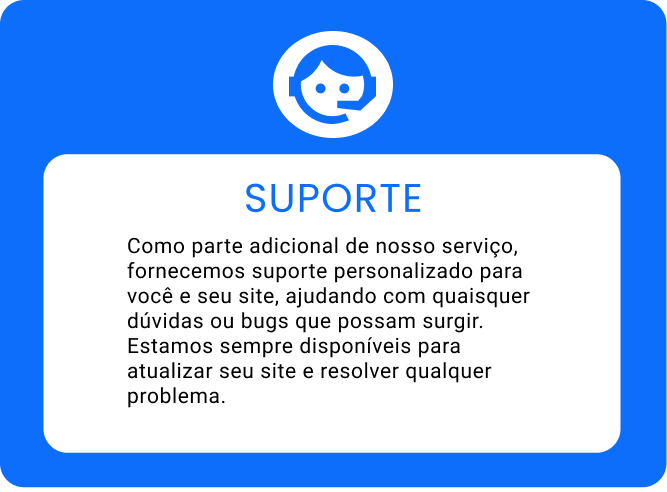 SUPORTE
Como parte adicional de nosso serviço,
fornecemos suporte personalizado para
você e seu site, ajudando com quaisquer
dúvidas ou bugs que possam surgir.
Estamos sempre disponíveis para
atualizar seu site e resolver qualquer
problema.